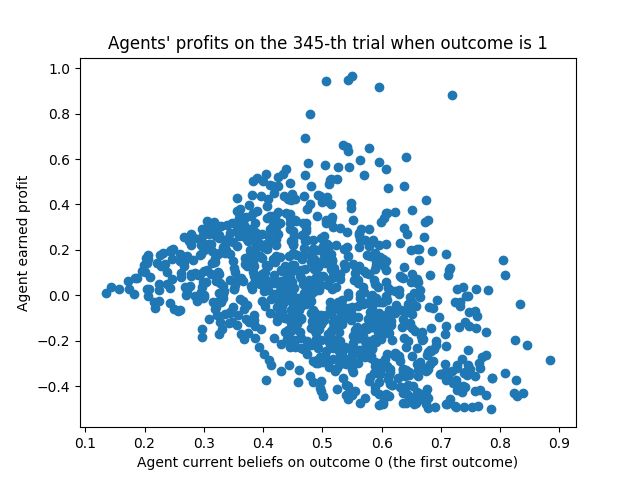 Agents' profits on the 345-th trial when outcome is 1
1.0
0.8
0.6
0.4
0.2
0.0
−0.2
−0.4
Agent earned profit
0.1 0.2 0.3 0.4 0.5 0.6 0.7 0.8 0.9
Agent current beliefs on outcome 0 (the first outcome)